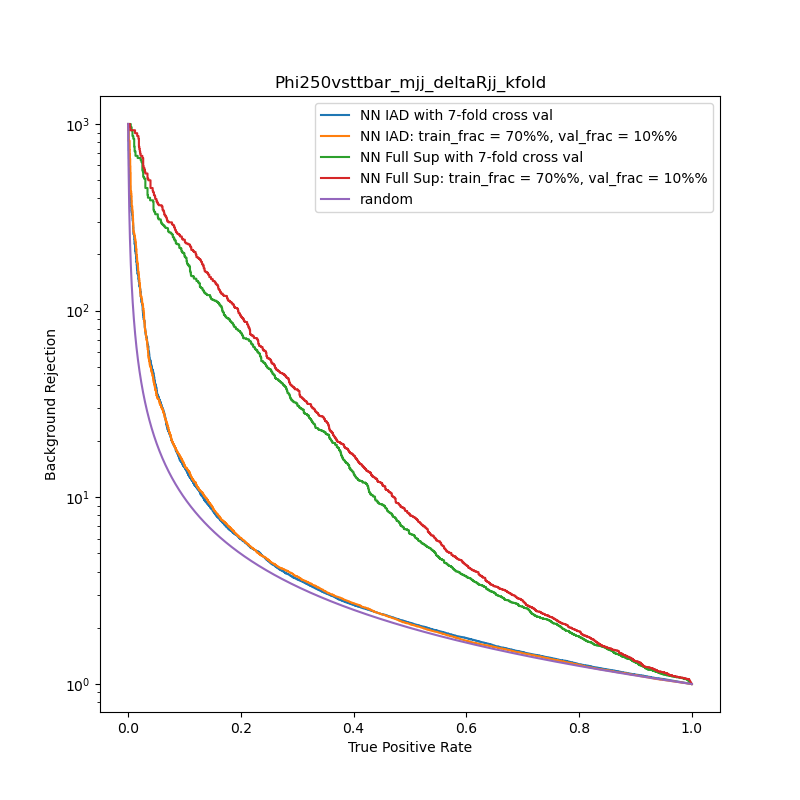 Phi250vsttbar_mjj_deltaRjj_kfold
NN IAD with 7-fold cross val
NN IAD: train_frac = 70%%, val_frac = 10%%
NN Full Sup with 7-fold cross val
NN Full Sup: train_frac = 70%%, val_frac = 10%%
random
Background Rejection
10³
10²
10¹
10⁰
0.0 0.2 0.4 0.6 0.8 1.0
True Positive Rate